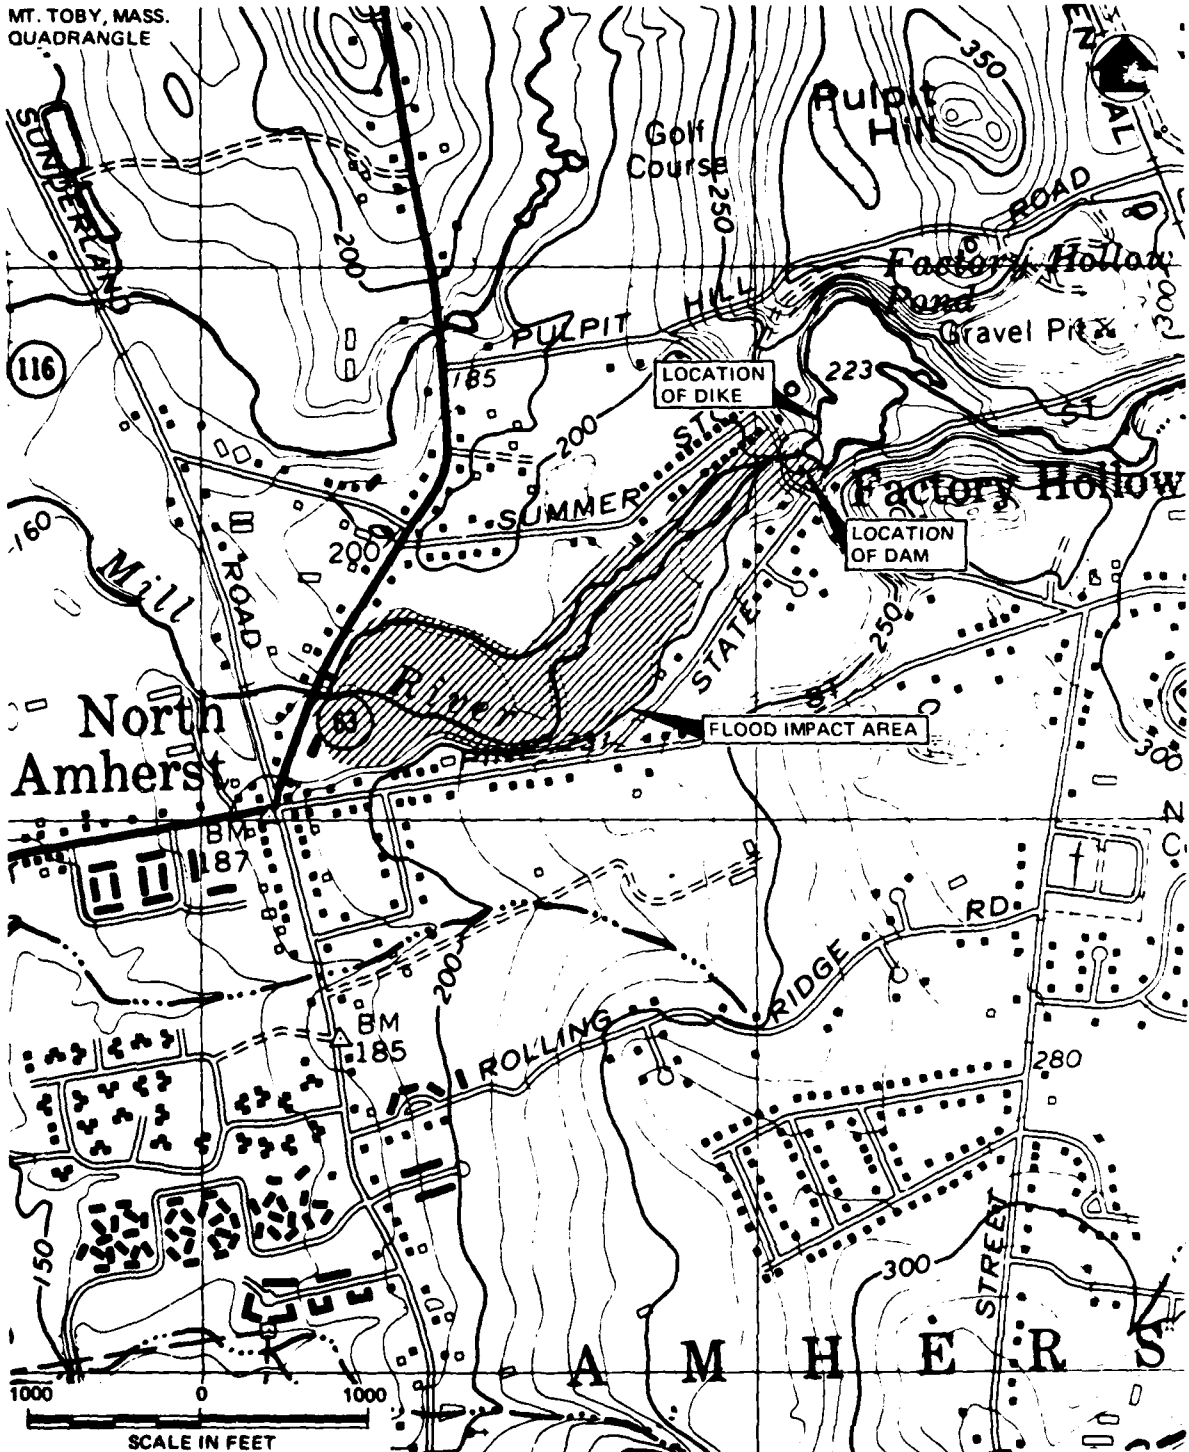 MT. TOBY, MASS.
QUADRANGLE
350
Pulpit
Hill
Golf
Course
SUNDERLAND
200
250
ROAD
Factory Hollow
Pond
HILL
PULPIT
Gravel Pit
300
116
185
LOCATION
OF DIKE
223
ST
ST
200
Factory Hollow
SUMMER
160
200
LOCATION
OF DAM
Mill
ROAD
250
STATE
River
ST
North
Amherst
63
FLOOD IMPACT AREA
300
BM
187
N
C
RD
200
RIDGE
BM
185
ROLLING
280
STREET
150
300
A M H E R S
1000 0 1000
SCALE IN FEET